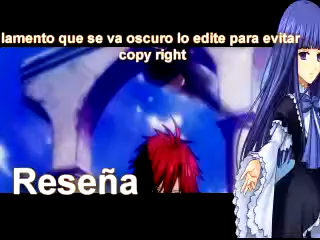 lamento que se va oscuro lo edite para evitar
copy right
Reseña